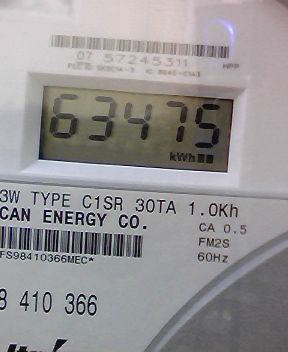 07 57245311
HPP
63475
kWh
3W TYPE C1SR 30TA 1.0Kh
CAN ENERGY CO.
CA 0.5
FM2S
60Hz
FS98410366MEC*
8 410 366